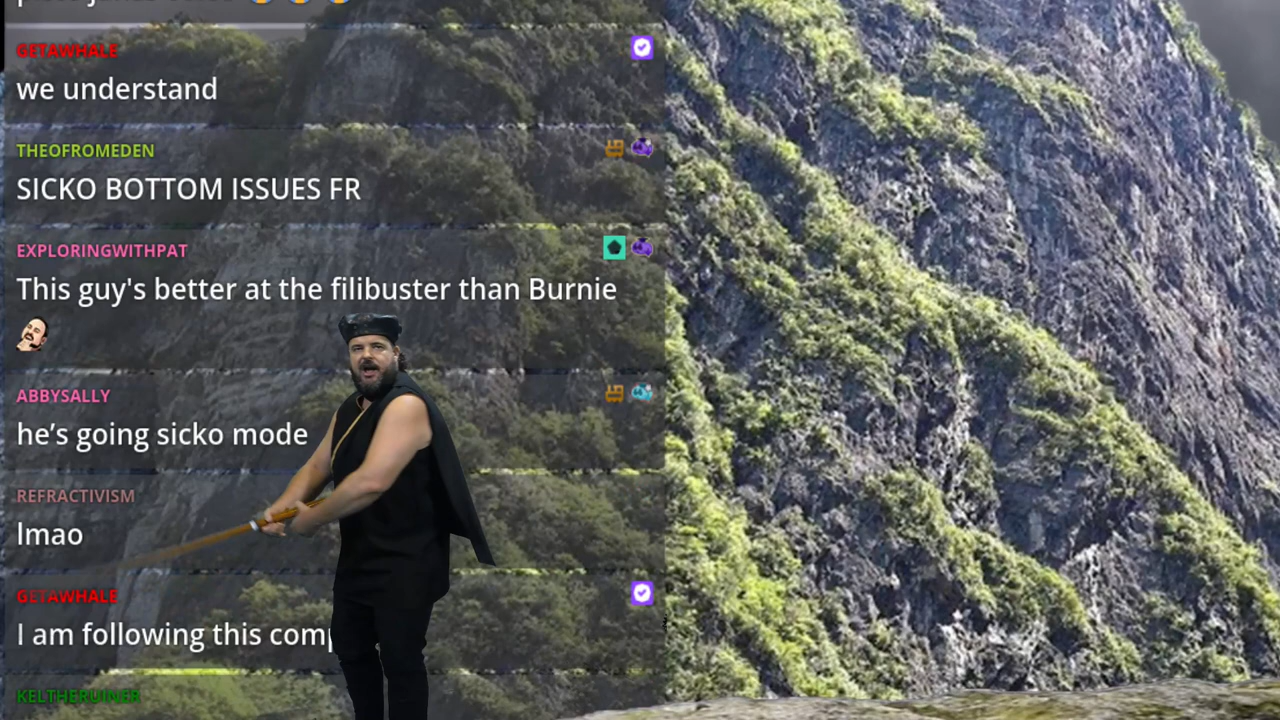 GETAWHALE
we understand
THEOFROMEDEN
SICKO BOTTOM ISSUES FR
EXPLORINGWITHPAT
This guy's better at the filibuster than Burnie
ABBYSALLY
he’s going sicko mode
REFRACTIVISM
lmao
GETAWHALE
I am following this
KELTHERUINER